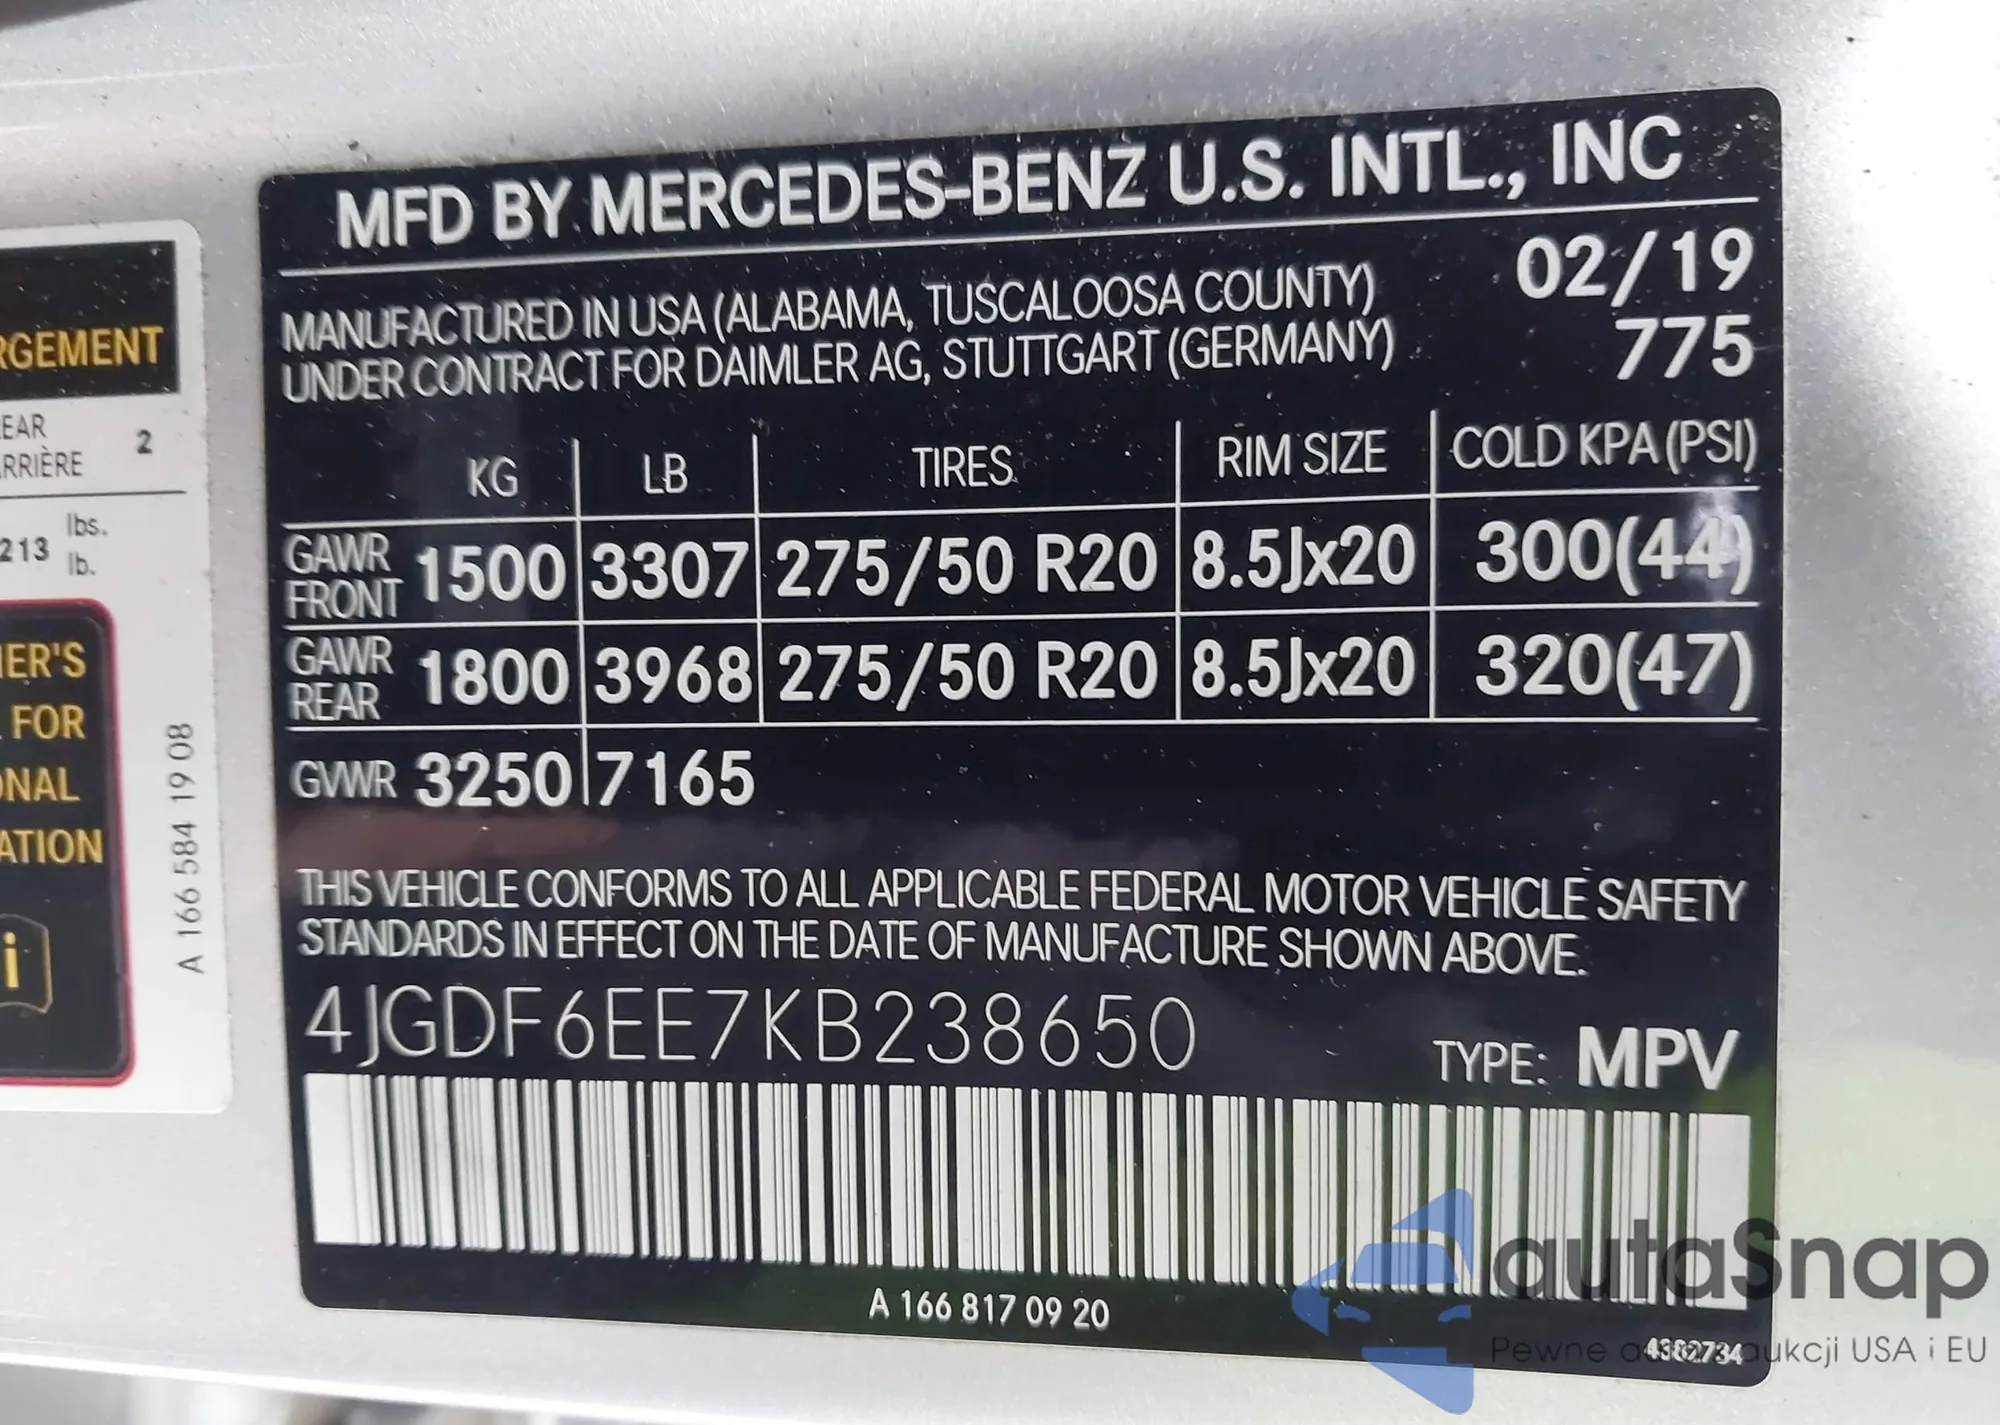 MFD BY MERCEDES-BENZ U.S. INTL., INC
02/19
MANUFACTURED IN USA (ALABAMA, TUSCALOOSA COUNTY)
UNDER CONTRACT FOR DAIMLER AG, STUTTGART (GERMANY)
775
KG LB TIRES RIM SIZE COLD KPA (PSI)
GAWR FRONT 1500 3307 275/50 R20 8.5Jx20 300(44)
GAWR REAR 1800 3968 275/50 R20 8.5Jx20 320(47)
GVWR 3250 7165
THIS VEHICLE CONFORMS TO ALL APPLICABLE FEDERAL MOTOR VEHICLE SAFETY
STANDARDS IN EFFECT ON THE DATE OF MANUFACTURE SHOWN ABOVE.
4JGDF6EE7KB238650
TYPE: MPV
A 166 817 09 20
RGEMENT
EAR
RRIÈRE 2
213 lbs.
lb.
ER'S
FOR
NAL
ATION
i
A 166 584 19 08
autaSnap
Pewne aukcji USA i EU